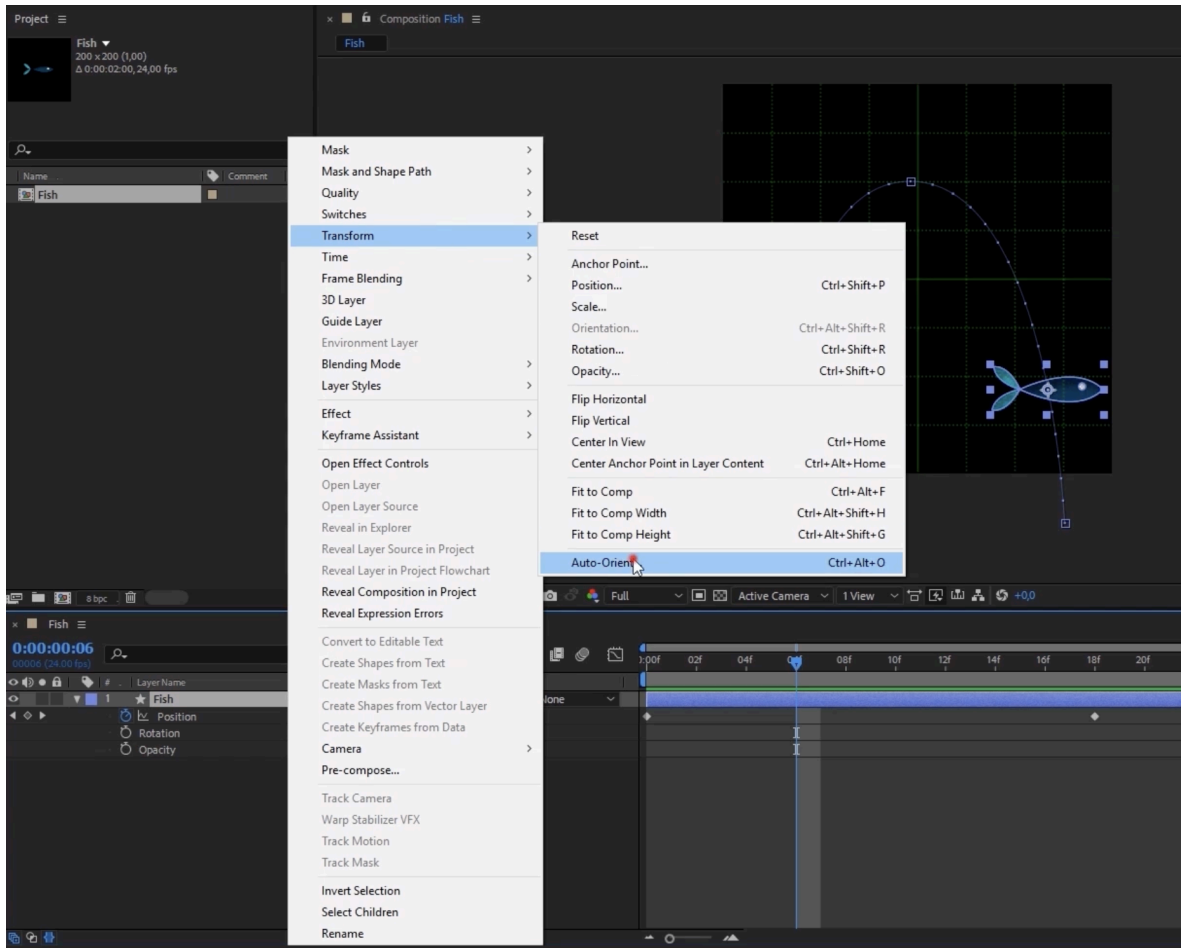 Project
Fish
200 x 200 (1,00)
Δ 0:00:02:00, 24,00 fps
Name
Comment
Fish
8 bpc
Composition Fish
Fish
Mask
Mask and Shape Path
Quality
Switches
Transform
Time
Frame Blending
3D Layer
Guide Layer
Environment Layer
Blending Mode
Layer Styles
Effect
Keyframe Assistant
Open Effect Controls
Open Layer
Open Layer Source
Reveal in Explorer
Reveal Layer Source in Project
Reveal Layer in Project Flowchart
Reveal Composition in Project
Reveal Expression Errors
Convert to Editable Text
Create Shapes from Text
Create Masks from Text
Create Shapes from Vector Layer
Create Keyframes from Data
Camera
Pre-compose...
Track Camera
Warp Stabilizer VFX
Track Motion
Track Mask
Invert Selection
Select Children
Rename
Reset
Anchor Point...
Position... Ctrl+Shift+P
Scale...
Orientation... Ctrl+Alt+Shift+R
Rotation... Ctrl+Shift+R
Opacity... Ctrl+Shift+O
Flip Horizontal
Flip Vertical
Center In View Ctrl+Home
Center Anchor Point in Layer Content Ctrl+Alt+Home
Fit to Comp Ctrl+Alt+F
Fit to Comp Width Ctrl+Alt+Shift+H
Fit to Comp Height Ctrl+Alt+Shift+G
Auto-Orient Ctrl+Alt+O
Full Active Camera 1 View +0,0
Fish
0:00:00:06
00006 (24.00 fps)
# Layer Name
1 Fish
Position
Rotation
Opacity
02f 04f 08f 10f 12f 14f 16f 18f 20f